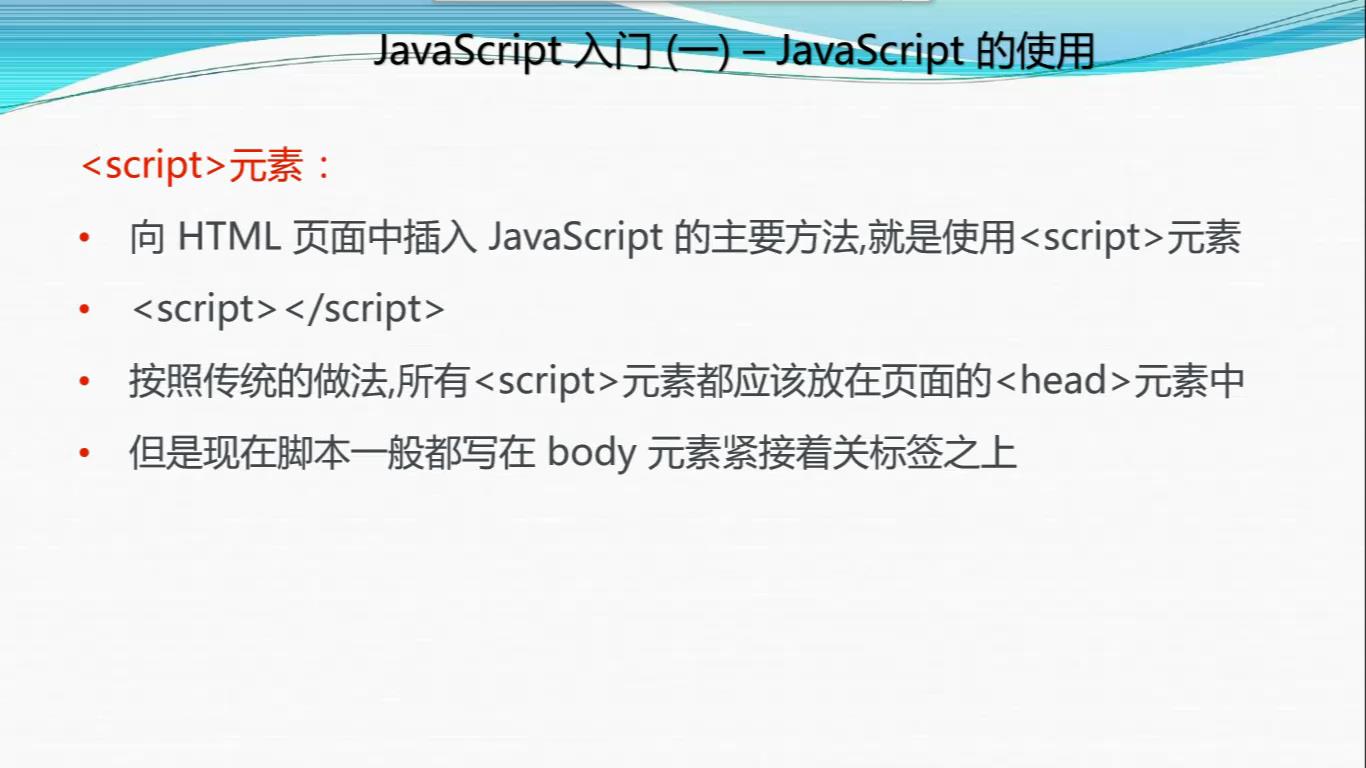 JavaScript 入门 (一) – JavaScript 的使用
<script>元素：
• 向 HTML 页面中插入 JavaScript 的主要方法,就是使用<script>元素
• <script></script>
• 按照传统的做法,所有<script>元素都应该放在页面的<head>元素中
• 但是现在脚本一般都写在 body 元素紧接着关标签之上